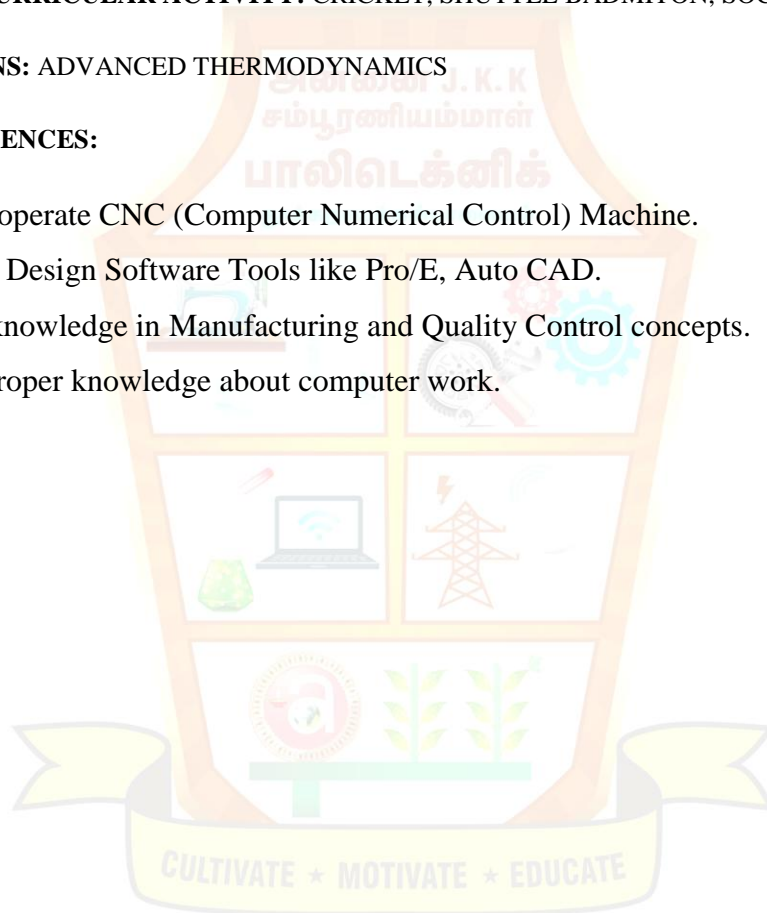 URRICULAR ACTIVITY: CRICKET, SHUTTLE BADMITON, SOC
NS: ADVANCED THERMODYNAMICS
J.K.K
சம்பூரணியம்மாள்
ENCES:
பாலிடெக்னிக்
operate CNC (Computer Numerical Control) Machine.
Design Software Tools like Pro/E, Auto CAD.
knowledge in Manufacturing and Quality Control concepts.
roper knowledge about computer work.
a
CULTIVATE ★ MOTIVATE ★ EDUCATE